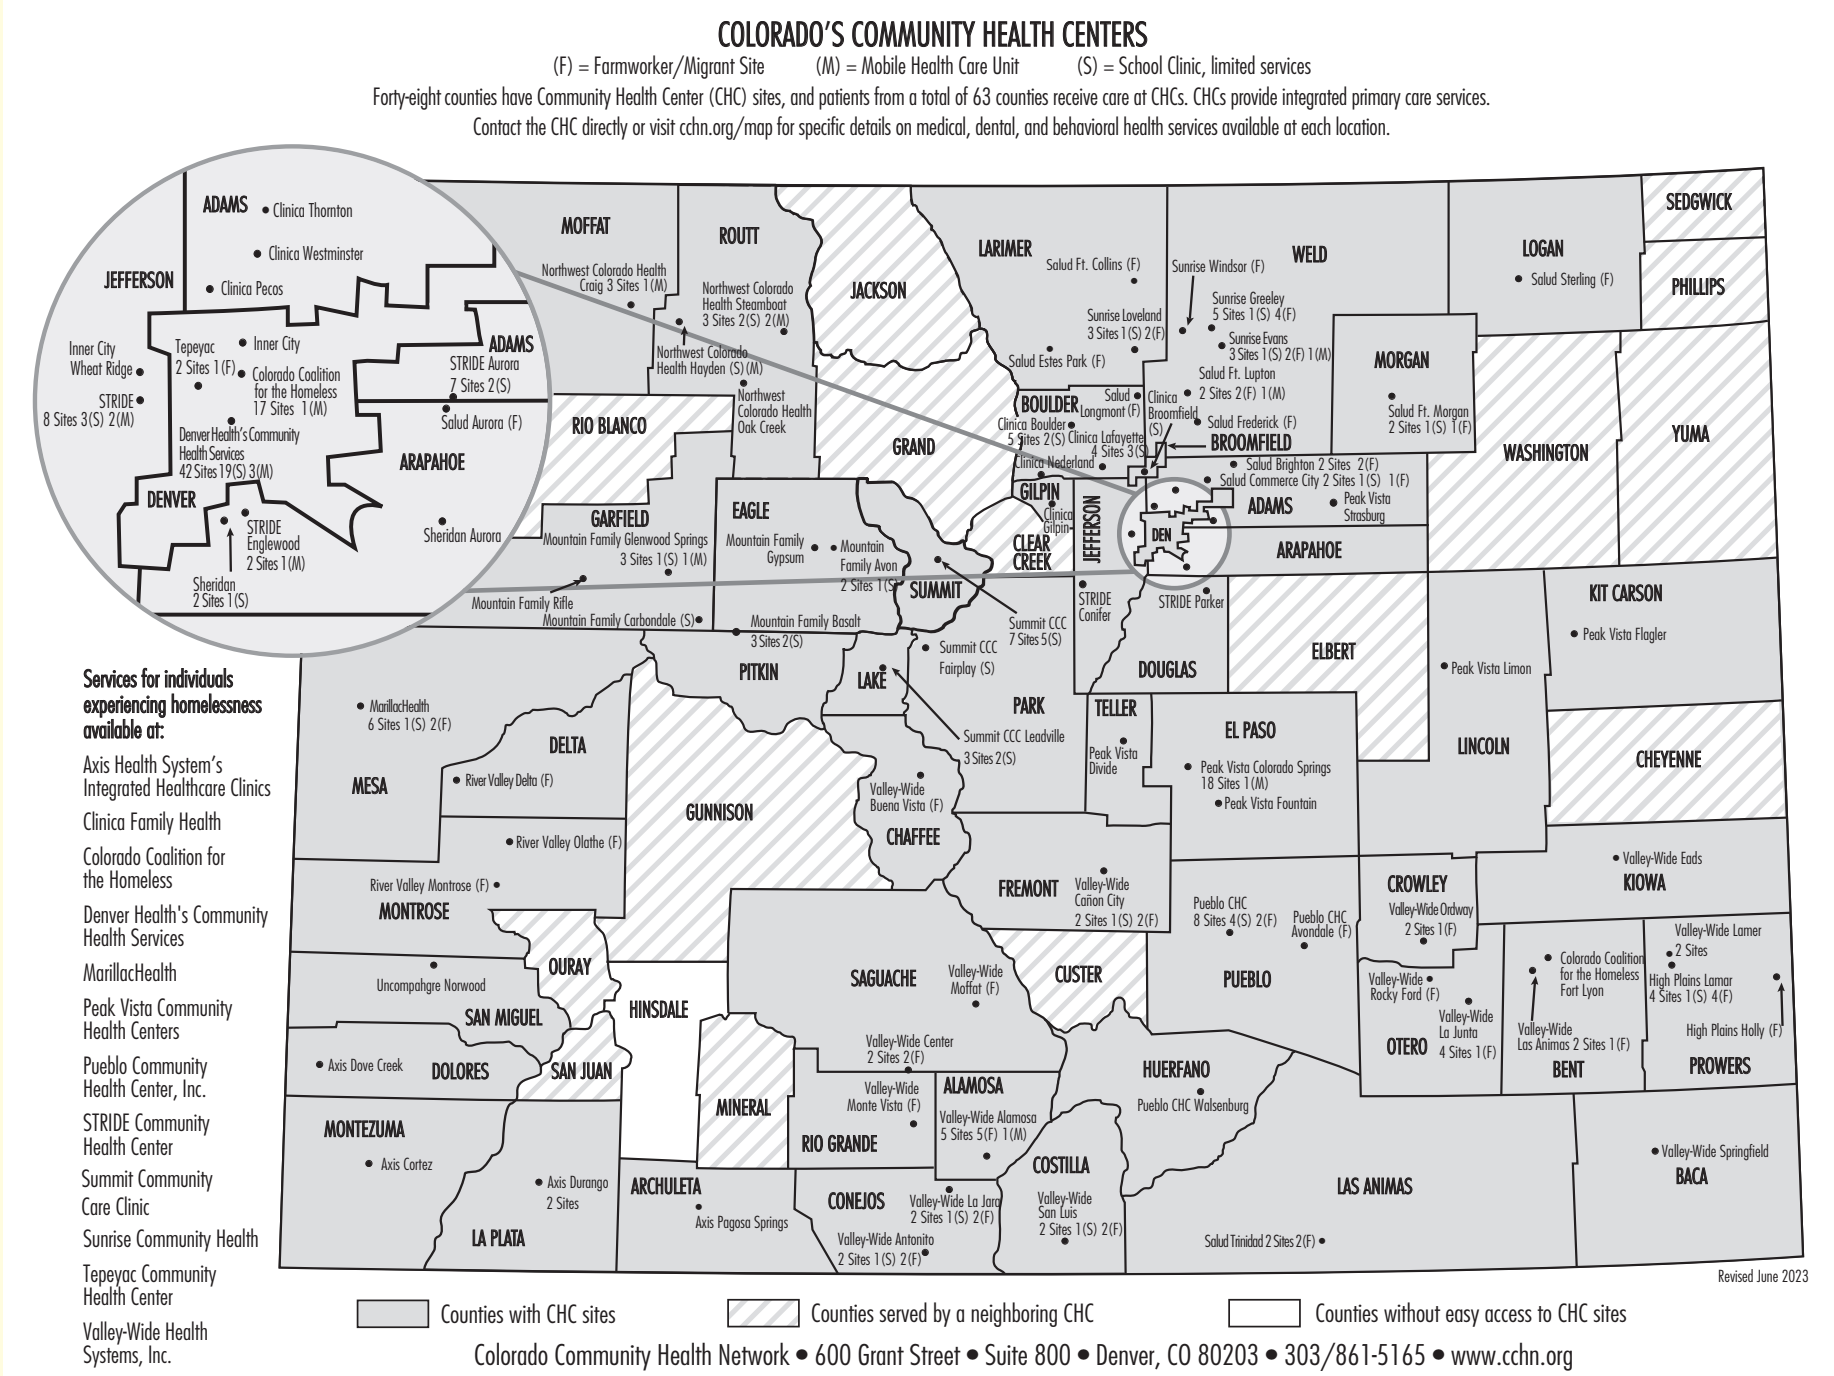 COLORADO'S COMMUNITY HEALTH CENTERS
(F) = Farmworker/Migrant Site (M) = Mobile Health Care Unit (S) = School Clinic, limited services
Forty-eight counties have Community Health Center (CHC) sites, and patients from a total of 63 counties receive care at CHCs. CHCs provide integrated primary care services.
Contact the CHC directly or visit cchn.org/map for specific details on medical, dental, and behavioral health services available at each location.
ADAMS
Clinica Thornton
Clinica Westminster
JEFFERSON
Clinica Pecos
Inner City
Wheat Ridge
STRIDE
8 Sites 3(S) 2(M)
Tepeyac
2 Sites 1(F)
Inner City
Colorado Coalition
for the Homeless
17 Sites 1(M)
Denver Health's Community
Health Services
42 Sites 19(S) 3(M)
ADAMS
STRIDE Aurora
7 Sites 2(S)
Salud Aurora (F)
ARAPAHOE
DENVER
STRIDE
Englewood
2 Sites 1(M)
Sheridan
2 Sites 1(S)
Sheridan Aurora
MOFFAT
Northwest Colorado Health
Craig 3 Sites 1(M)
ROUTT
Northwest Colorado
Health Steamboat
3 Sites 2(S) 2(M)
Northwest Colorado
Health Hayden (S)(M)
Northwest
Colorado Health
Oak Creek
JACKSON
LARIMER
Salud Ft. Collins (F)
Sunrise Loveland
3 Sites 1(S) 2(F)
Salud Estes Park (F)
WELD
Sunrise Windsor (F)
Sunrise Greeley
5 Sites 1(S) 4(F)
Sunrise Evans
3 Sites 1(S) 2(F) 1(M)
Salud Ft. Lupton
2 Sites 2(F) 1(M)
Salud Frederick (F)
LOGAN
Salud Sterling (F)
SEDGWICK
PHILLIPS
MORGAN
Salud Ft. Morgan
2 Sites 1(S) 1(F)
WASHINGTON
YUMA
RIO BLANCO
GRAND
BOULDER
Salud
Longmont (F)
Clinica Boulder
5 Sites 2(S)
Clinica Lafayette
4 Sites 3(S)
Clinica Nederland
Clinica
Broomfield
(S)
BROOMFIELD
Salud Brighton 2 Sites 2(F)
Salud Commerce City 2 Sites 1(S) 1(F)
ADAMS
Peak Vista
Strasburg
DEN
ARAPAHOE
GILPIN
Clinica
Gilpin
CLEAR
CREEK
JEFFERSON
STRIDE
Conifer
STRIDE Parker
GARFIELD
Mountain Family Glenwood Springs
3 Sites 1(S) 1(M)
Mountain Family Rifle
Mountain Family Carbondale (S)
EAGLE
Mountain Family
Gypsum
Mountain
Family Avon
2 Sites 1(S)
Mountain Family Basalt
3 Sites 2(S)
SUMMIT
Summit CCC
7 Sites 5(S)
Summit CCC
Fairplay (S)
PITKIN
LAKE
Summit CCC Leadville
3 Sites 2(S)
PARK
DOUGLAS
ELBERT
KIT CARSON
Peak Vista Flagler
Peak Vista Limon
LINCOLN
CHEYENNE
TELLER
Peak Vista
Divide
EL PASO
Peak Vista Colorado Springs
18 Sites 1(M)
Peak Vista Fountain
MarillacHealth
6 Sites 1(S) 2(F)
MESA
DELTA
River Valley Delta (F)
River Valley Olathe (F)
River Valley Montrose (F)
MONTROSE
GUNNISON
Valley-Wide
Buena Vista (F)
CHAFFEE
FREMONT
Valley-Wide
Cañon City
2 Sites 1(S) 2(F)
Pueblo CHC
8 Sites 4(S) 2(F)
Pueblo CHC
Avondale (F)
PUEBLO
CROWLEY
Valley-Wide Ordway
2 Sites 1(F)
Valley-Wide Eads
KIOWA
OURAY
Uncompahgre Norwood
SAN MIGUEL
HINSDALE
SAGUACHE
Valley-Wide
Moffat (F)
Valley-Wide Center
2 Sites 2(F)
CUSTER
Valley-Wide
Rocky Ford (F)
Valley-Wide
La Junta
4 Sites 1(F)
OTERO
Colorado Coalition
for the Homeless
Fort Lyon
Valley-Wide
Las Animas 2 Sites 1(F)
BENT
Valley-Wide Lamer
2 Sites
High Plains Lamar
4 Sites 1(S) 4(F)
High Plains Holly (F)
PROWERS
Axis Dove Creek
DOLORES
SAN JUAN
MINERAL
Valley-Wide
Monte Vista (F)
RIO GRANDE
ALAMOSA
Valley-Wide Alamosa
5 Sites 5(F) 1(M)
HUERFANO
Pueblo CHC Walsenburg
MONTEZUMA
Axis Cortez
Axis Durango
2 Sites
LA PLATA
ARCHULETA
Axis Pagosa Springs
CONEJOS
Valley-Wide La Jara
2 Sites 1(S) 2(F)
Valley-Wide Antonito
2 Sites 1(S) 2(F)
COSTILLA
Valley-Wide
San Luis
2 Sites 1(S) 2(F)
LAS ANIMAS
Salud Trinidad 2 Sites 2(F)
Valley-Wide Springfield
BACA
Services for individuals
experiencing homelessness
available at:
Axis Health System's
Integrated Healthcare Clinics
Clinica Family Health
Colorado Coalition for
the Homeless
Denver Health's Community
Health Services
MarillacHealth
Peak Vista Community
Health Centers
Pueblo Community
Health Center, Inc.
STRIDE Community
Health Center
Summit Community
Care Clinic
Sunrise Community Health
Tepeyac Community
Health Center
Valley-Wide Health
Systems, Inc.
Revised June 2023
Counties with CHC sites
Counties served by a neighboring CHC
Counties without easy access to CHC sites
Colorado Community Health Network • 600 Grant Street • Suite 800 • Denver, CO 80203 • 303/861-5165 • www.cchn.org